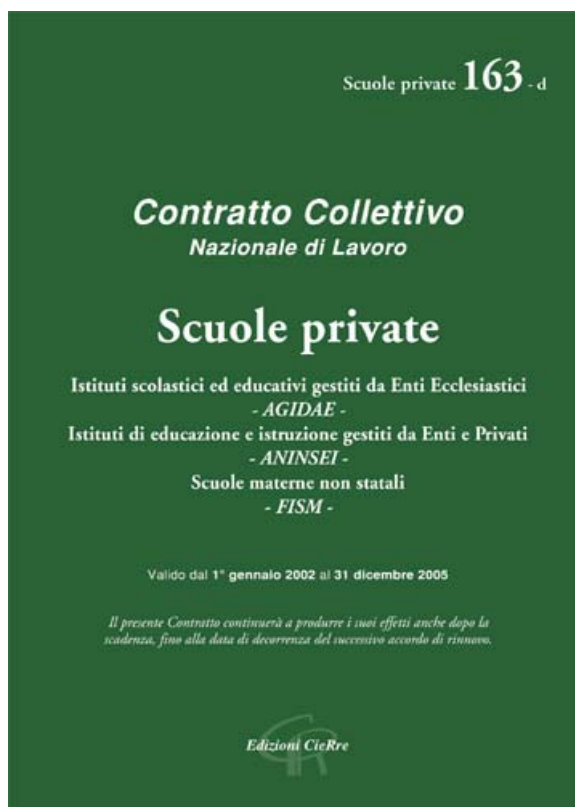 Scuole private 163 - d
Contratto Collettivo
Nazionale di Lavoro
Scuole private
Istituti scolastici ed educativi gestiti da Enti Ecclesiastici
- AGIDAE -
Istituti di educazione e istruzione gestiti da Enti e Privati
- ANINSEI -
Scuole materne non statali
- FISM -
Valido dal 1° gennaio 2002 al 31 dicembre 2005
Il presente Contratto continuerà a produrre i suoi effetti anche dopo la
scadenza, fino alla data di decorrenza del successivo accordo di rinnovo.
Edizioni CieRre